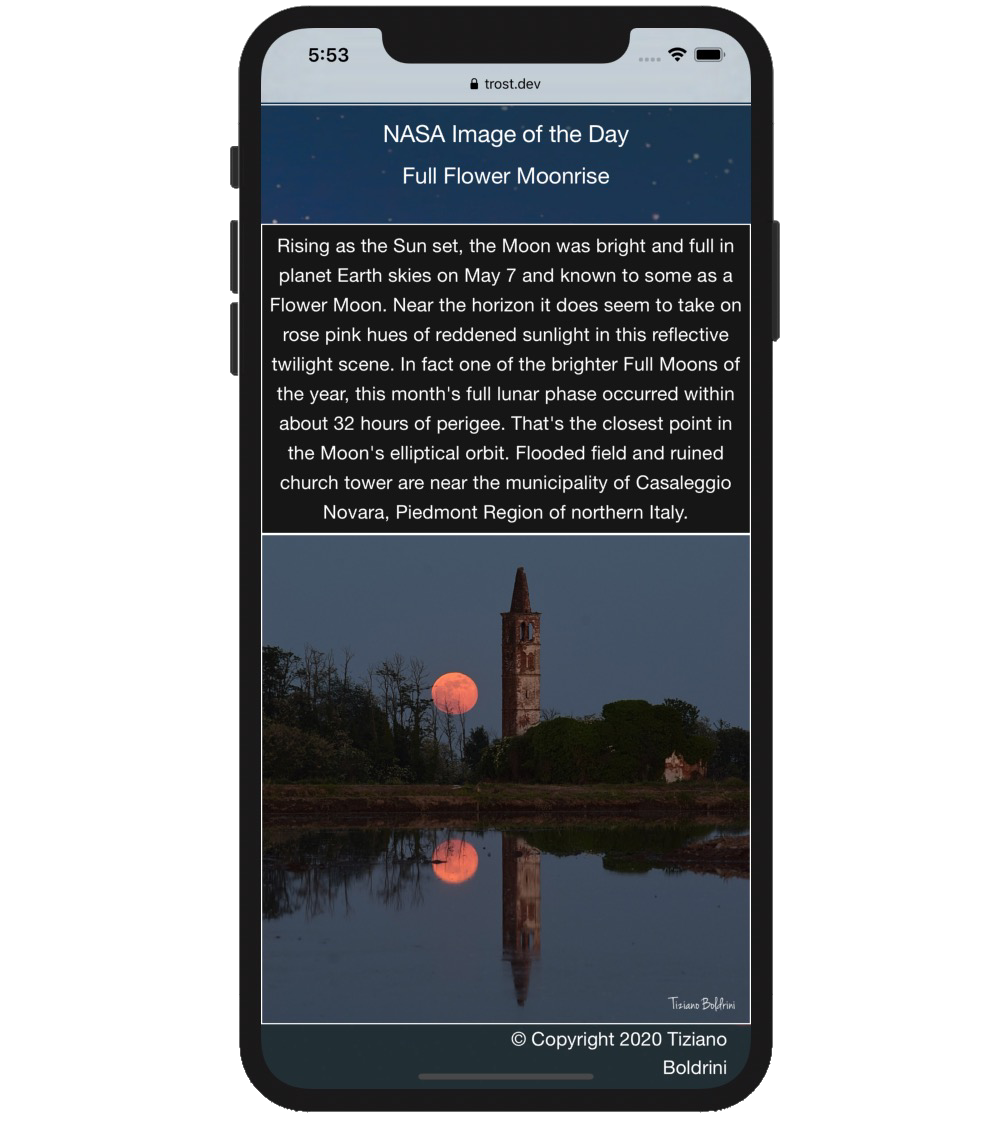 5:53
trost.dev
NASA Image of the Day
Full Flower Moonrise
Rising as the Sun set, the Moon was bright and full in
planet Earth skies on May 7 and known to some as a
Flower Moon. Near the horizon it does seem to take on
rose pink hues of reddened sunlight in this reflective
twilight scene. In fact one of the brighter Full Moons of
the year, this month's full lunar phase occurred within
about 32 hours of perigee. That's the closest point in
the Moon's elliptical orbit. Flooded field and ruined
church tower are near the municipality of Casaleggio
Novara, Piedmont Region of northern Italy.
Tiziano Boldrini
© Copyright 2020 Tiziano
Boldrini